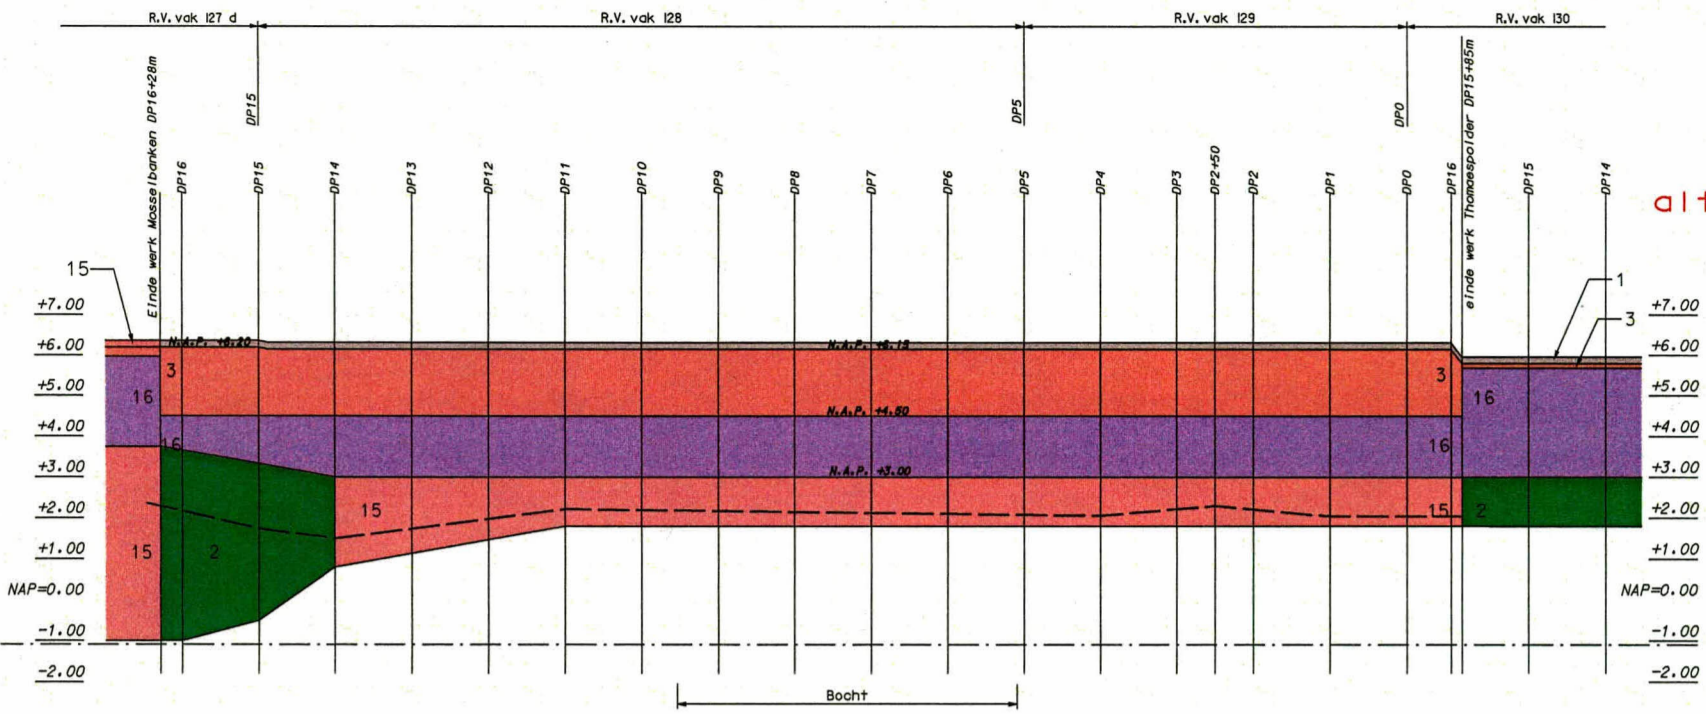 R.V. vak 127 d
R.V. vak 128
R.V. vak 129
R.V. vak 130
Einde werk Mosselbanken DP16+28m
DP15
DP5
DP0
einde werk Thomaespolder DP15+85m
DP16
DP15
DP14
DP13
DP12
DP11
DP10
DP9
DP8
DP7
DP6
DP5
DP4
DP3
DP2+50
DP2
DP1
DP0
DP16
DP15
DP14
alt
15
1
3
+7.00
+7.00
+6.00
N.A.P. +6.20
N.A.P. +6.15
+6.00
3
3
+5.00
16
16
+5.00
N.A.P. +4.50
+4.00
16
16
+4.00
+3.00
N.A.P. +3.00
+3.00
+2.00
15
15
2
+2.00
+1.00
15
2
+1.00
NAP=0.00
NAP=0.00
-1.00
-1.00
-2.00
-2.00
Bocht